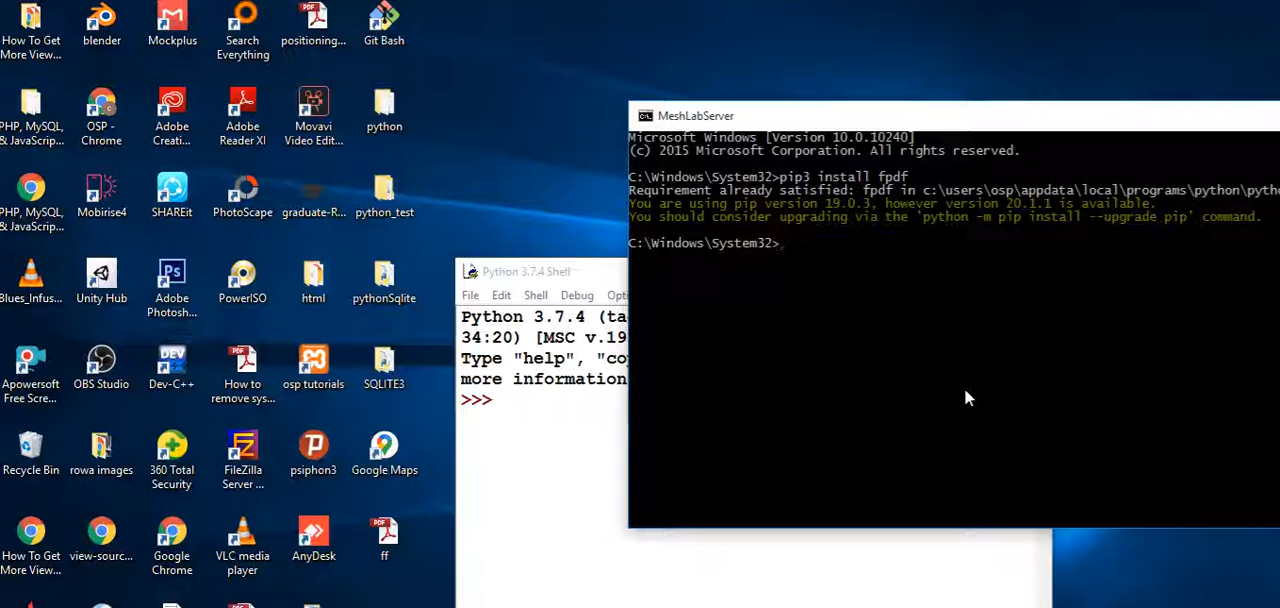 How To Get
More View...
blender
Mockplus
Search
Everything
positioning...
Git Bash
PHP, MySQL,
& JavaScrip...
OSP -
Chrome
Adobe
Creati...
Adobe
Reader XI
Movavi
Video Edit...
python
PHP, MySQL,
& JavaScrip...
Mobirise4
SHAREit
PhotoScape
graduate-R...
python_test
Blues_Infus...
Unity Hub
Adobe
Photosh...
PowerISO
html
pythonSqlite
Apowersoft
Free Scre...
OBS Studio
Dev-C++
How to
remove sys...
osp tutorials
SQLITE3
Recycle Bin
rowa images
360 Total
Security
FileZilla
Server ...
psiphon3
Google Maps
How To Get
More View...
view-sourc...
Google
Chrome
VLC media
player
AnyDesk
ff
MeshLabServer
Microsoft Windows [Version 10.0.10240]
(c) 2015 Microsoft Corporation. All rights reserved.
C:\Windows\System32>pip3 install fpdf
Requirement already satisfied: fpdf in c:\users\osp\appdata\local\programs\python\pytho
You are using pip version 19.0.3, however version 20.1.1 is available.
You should consider upgrading via the 'python -m pip install --upgrade pip' command.
C:\Windows\System32>
Python 3.7.4 Shell
File Edit Shell Debug Opti
Python 3.7.4 (ta
34:20) [MSC v.19
Type "help", "co
more information
>>>